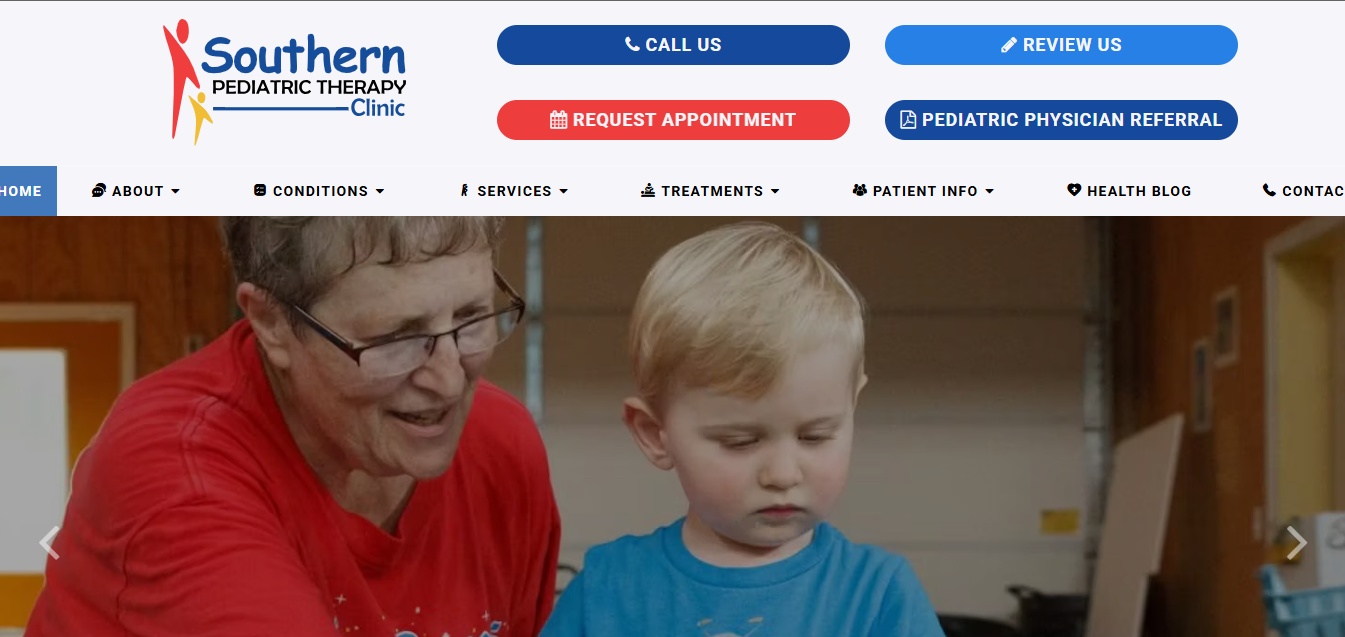 Southern
PEDIATRIC THERAPY
Clinic
CALL US
REVIEW US
REQUEST APPOINTMENT
PEDIATRIC PHYSICIAN REFERRAL
HOME
ABOUT
CONDITIONS
SERVICES
TREATMENTS
PATIENT INFO
HEALTH BLOG
CONTAC